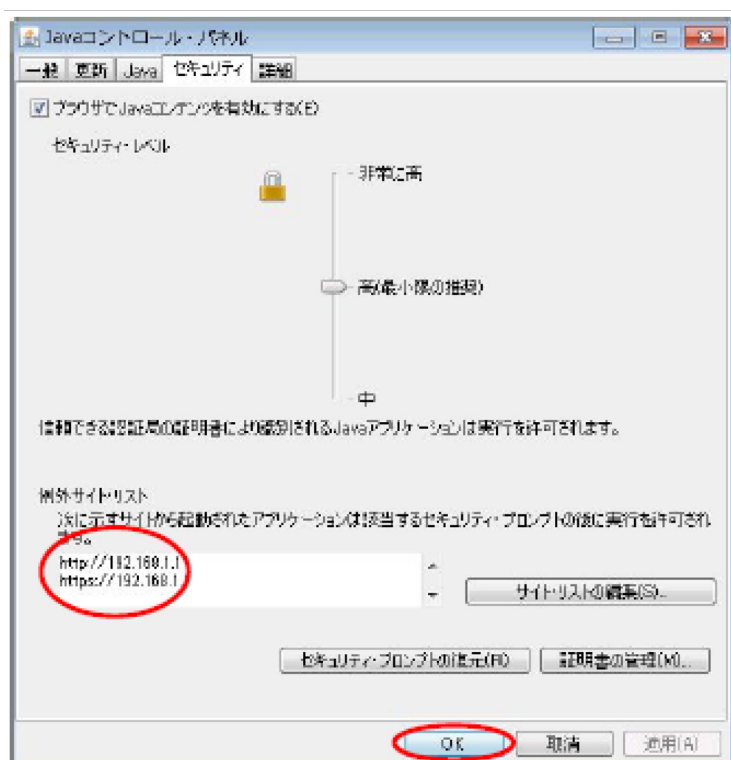 Javaコントロール・パネル
一般 更新 Java セキュリティ 詳細
ブラウザでJavaコンテンツを有効にする(E)
セキュリティ・レベル
非常に高
高(最小限の推奨)
中
信頼できる認証局の証明書により識別されるJavaアプリケーションは実行を許可されます。
例外サイト・リスト
次に示すサイトから起動されたアプリケーションは該当するセキュリティ・プロンプトの後に実行を許可され
ます。
http://192.168.1.1
https://192.168.1.
サイト・リストの編集(S)...
セキュリティ・プロンプトの復元(R) 証明書の管理(M)...
OK 取消 適用(A)